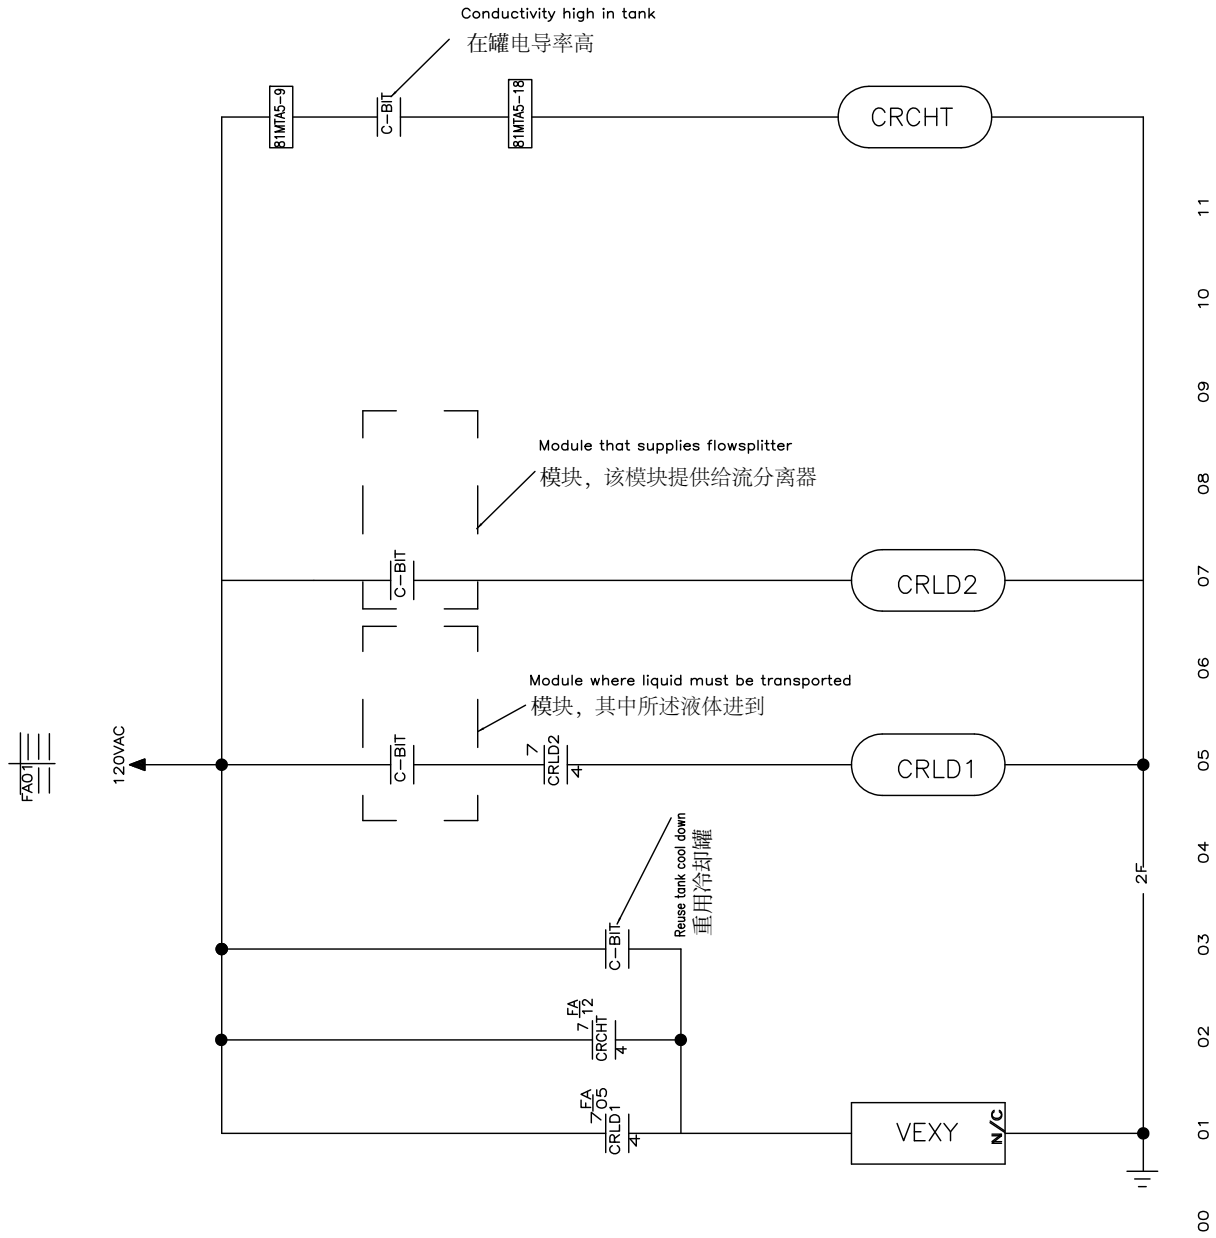 Conductivity high in tank
在罐电导率高
81MTA5-9
C-BIT
81MTA5-18
CRCHT
11
10
09
Module that supplies flowsplitter
模块，该模块提供给流分离器
08
C-BIT
CRLD2
07
06
Module where liquid must be transported
模块，其中所述液体进到
FA01
120VAC
C-BIT
7
CRLD2
4
CRLD1
05
Reuse tank cool down
重用冷却罐
04
2F
C-BIT
03
FA
12
7
CRCHT
4
02
FA
05
7
CRLD1
4
VEXY
N/C
01
00